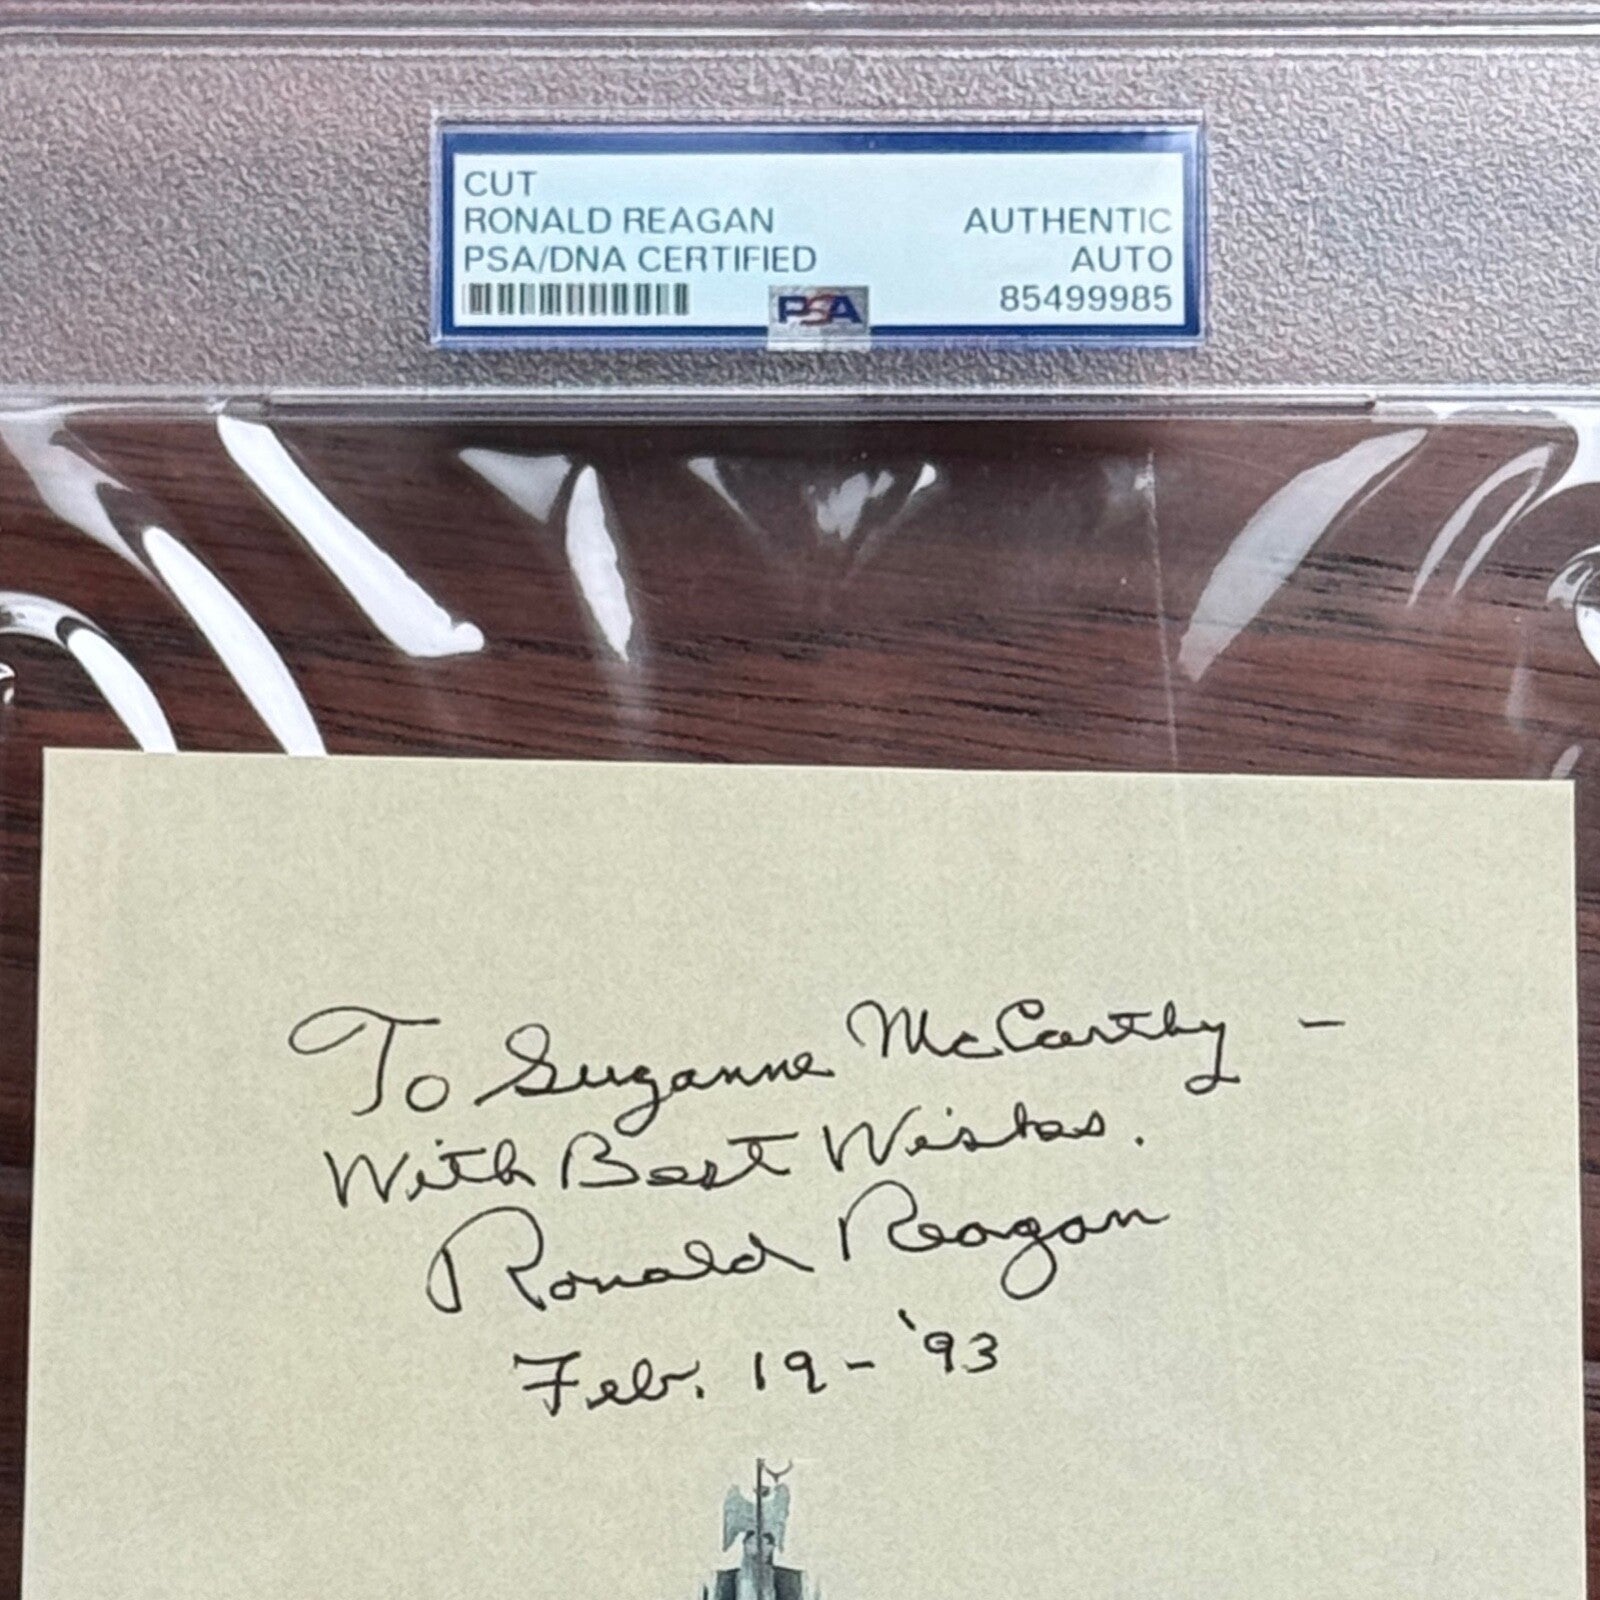 CUT
RONALD REAGAN AUTHENTIC
PSA/DNA CERTIFIED AUTO
PSA 85499985
To Suzanne McCarthy –
With Best Wishes.
Ronald Reagan
Feb. 19 – '93